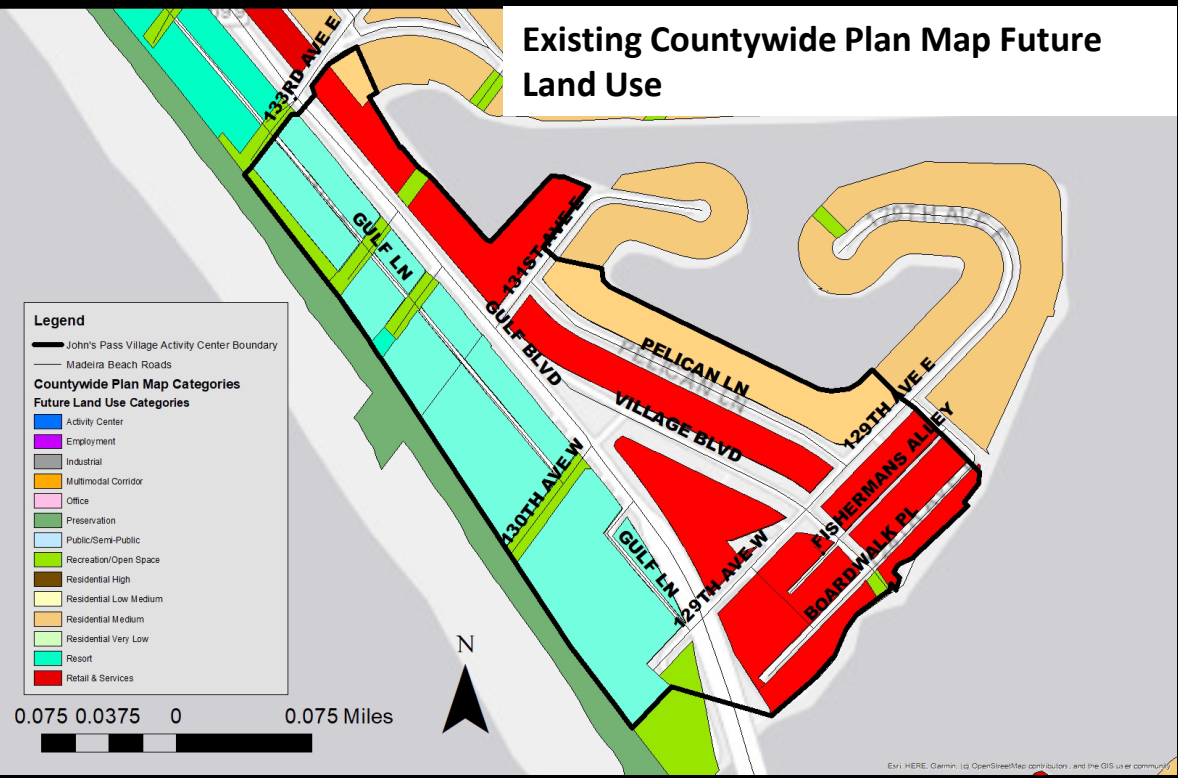 Existing Countywide Plan Map Future
Land Use
133RD AVE E
GULF LN
131ST AVE E
GULF BLVD
PELICAN LN
PELICAN LN
VILLAGE BLVD
129TH AVE E
129TH AVE E
FISHERMANS ALLEY
BOARDWALK PL
130TH AVE W
GULF LN
129TH AVE W
Legend
John's Pass Village Activity Center Boundary
Madeira Beach Roads
Countywide Plan Map Categories
Future Land Use Categories
Activity Center
Employment
Industrial
Multimodal Corridor
Office
Preservation
Public/Semi-Public
Recreation/Open Space
Residential High
Residential Low Medium
Residential Medium
Residential Very Low
Resort
Retail & Services
N
0.075 0.0375 0 0.075 Miles
Esri, HERE, Garmin, (c) OpenStreetMap contributors, and the GIS user community